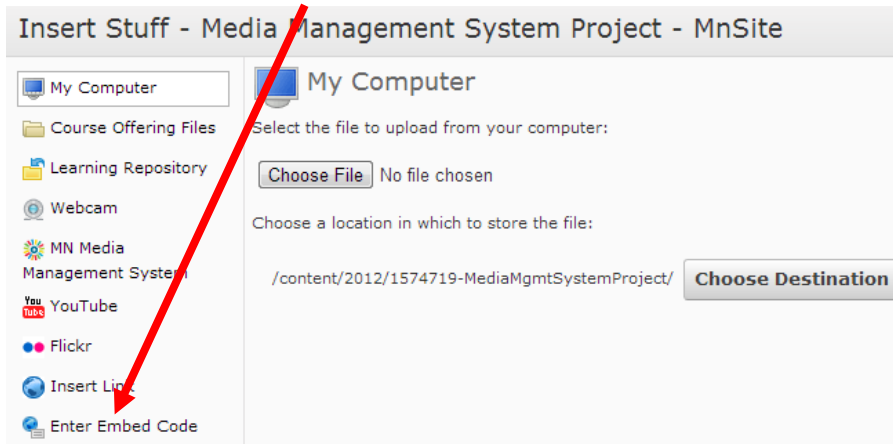 Insert Stuff - Media Management System Project - MnSite
My Computer
Course Offering Files
Learning Repository
Webcam
MN Media
Management System
You
Tube
YouTube
Flickr
Insert Link
Enter Embed Code
My Computer
Select the file to upload from your computer:
Choose File No file chosen
Choose a location in which to store the file:
/content/2012/1574719-MediaMgmtSystemProject/ Choose Destination